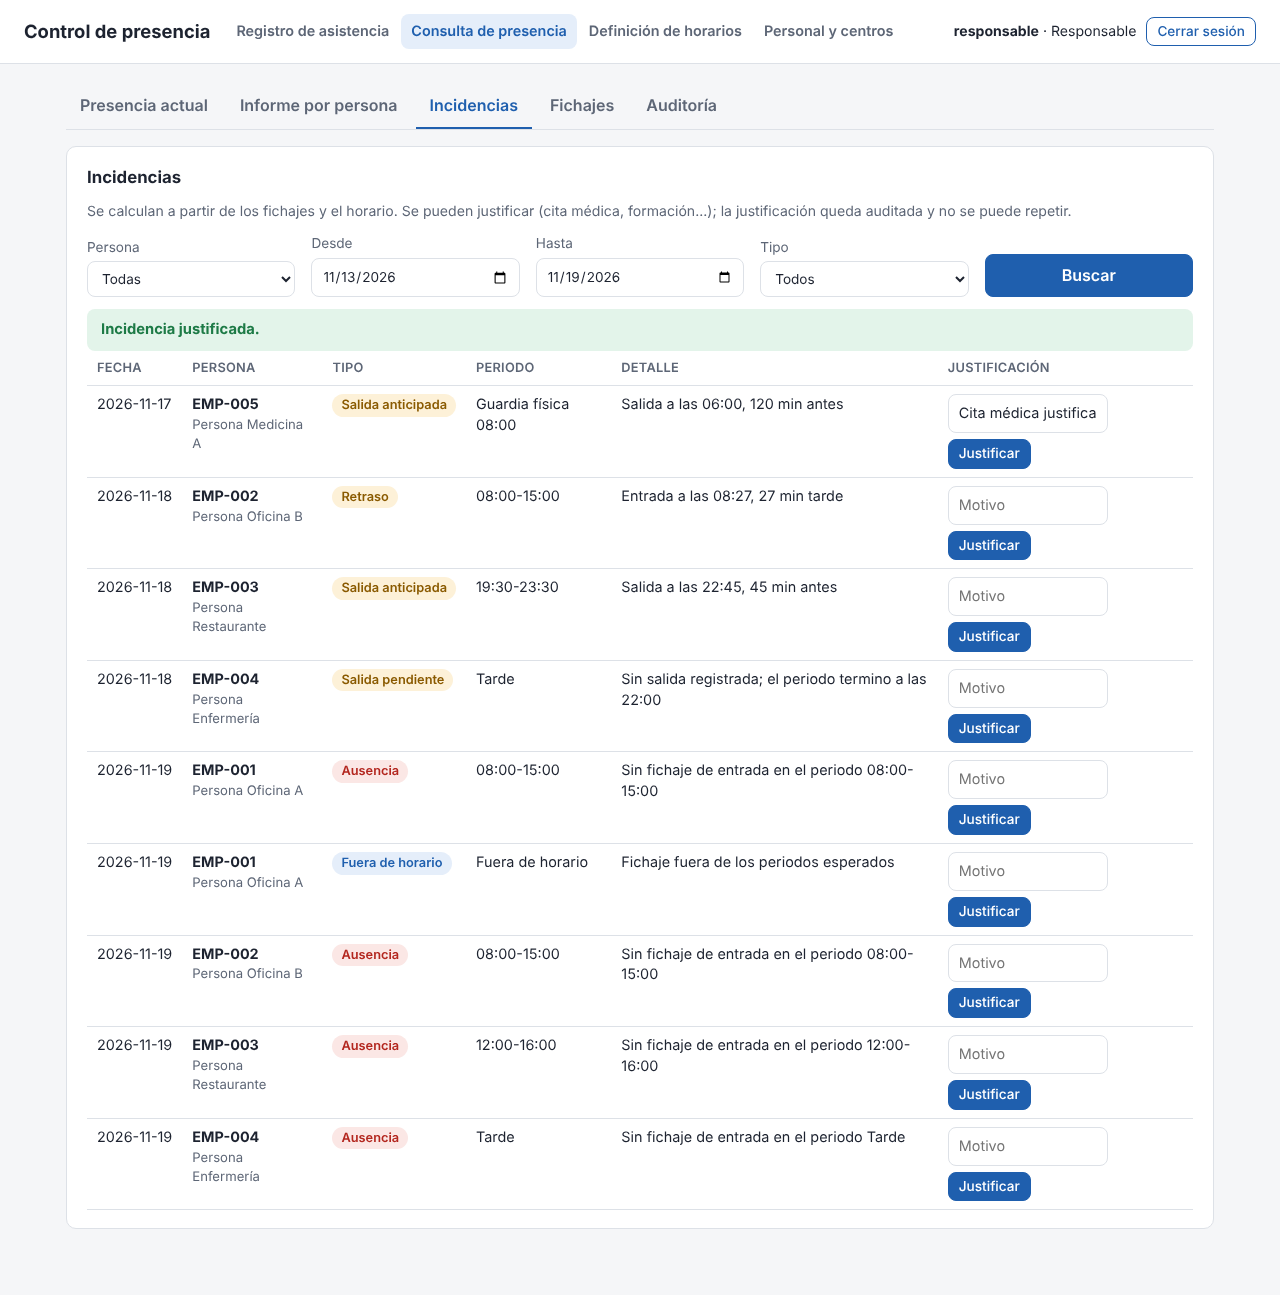 Control de presencia
Registro de asistencia
Consulta de presencia
Definición de horarios
Personal y centros
responsable · Responsable
Cerrar sesión
Presencia actual
Informe por persona
Incidencias
Fichajes
Auditoría
Incidencias
Se calculan a partir de los fichajes y el horario. Se pueden justificar (cita médica, formación...); la justificación queda auditada y no se puede repetir.
Persona
Todas
Desde
11/13/2026
Hasta
11/19/2026
Tipo
Todos
Buscar
Incidencia justificada.
FECHA PERSONA TIPO PERIODO DETALLE JUSTIFICACIÓN
2026-11-17 EMP-005 Salida anticipada Guardia física Salida a las 06:00, 120 min antes Cita médica justifica
Persona Medicina 08:00
A
Justificar
2026-11-18 EMP-002 Retraso 08:00-15:00 Entrada a las 08:27, 27 min tarde Motivo
Persona Oficina B
Justificar
2026-11-18 EMP-003 Salida anticipada 19:30-23:30 Salida a las 22:45, 45 min antes Motivo
Persona
Restaurante
Justificar
2026-11-18 EMP-004 Salida pendiente Tarde Sin salida registrada; el periodo termino a las Motivo
Persona 22:00
Enfermería
Justificar
2026-11-19 EMP-001 Ausencia 08:00-15:00 Sin fichaje de entrada en el periodo 08:00- Motivo
Persona Oficina A 15:00
Justificar
2026-11-19 EMP-001 Fuera de horario Fuera de horario Fichaje fuera de los periodos esperados Motivo
Persona Oficina A
Justificar
2026-11-19 EMP-002 Ausencia 08:00-15:00 Sin fichaje de entrada en el periodo 08:00- Motivo
Persona Oficina B 15:00
Justificar
2026-11-19 EMP-003 Ausencia 12:00-16:00 Sin fichaje de entrada en el periodo 12:00- Motivo
Persona 16:00
Restaurante
Justificar
2026-11-19 EMP-004 Ausencia Tarde Sin fichaje de entrada en el periodo Tarde Motivo
Persona
Enfermería
Justificar